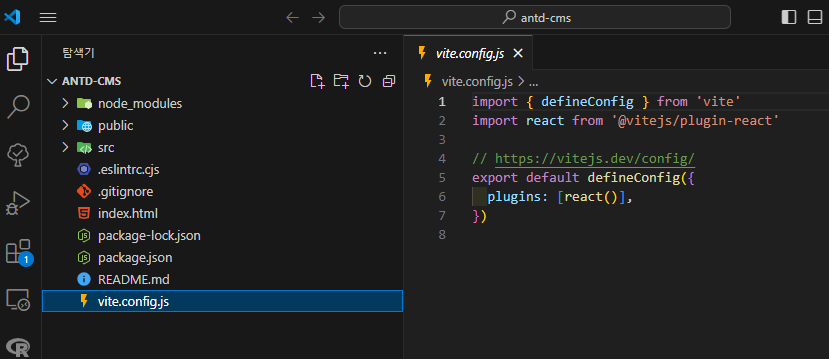 antd-cms
탐색기
ANTD-CMS
node_modules
public
src
.eslintrc.cjs
.gitignore
index.html
package-lock.json
package.json
README.md
vite.config.js
1
vite.config.js
vite.config.js > ...
1 import { defineConfig } from 'vite'
2 import react from '@vitejs/plugin-react'
3
4 // https://vitejs.dev/config/
5 export default defineConfig({
6   plugins: [react()],
7 })
8